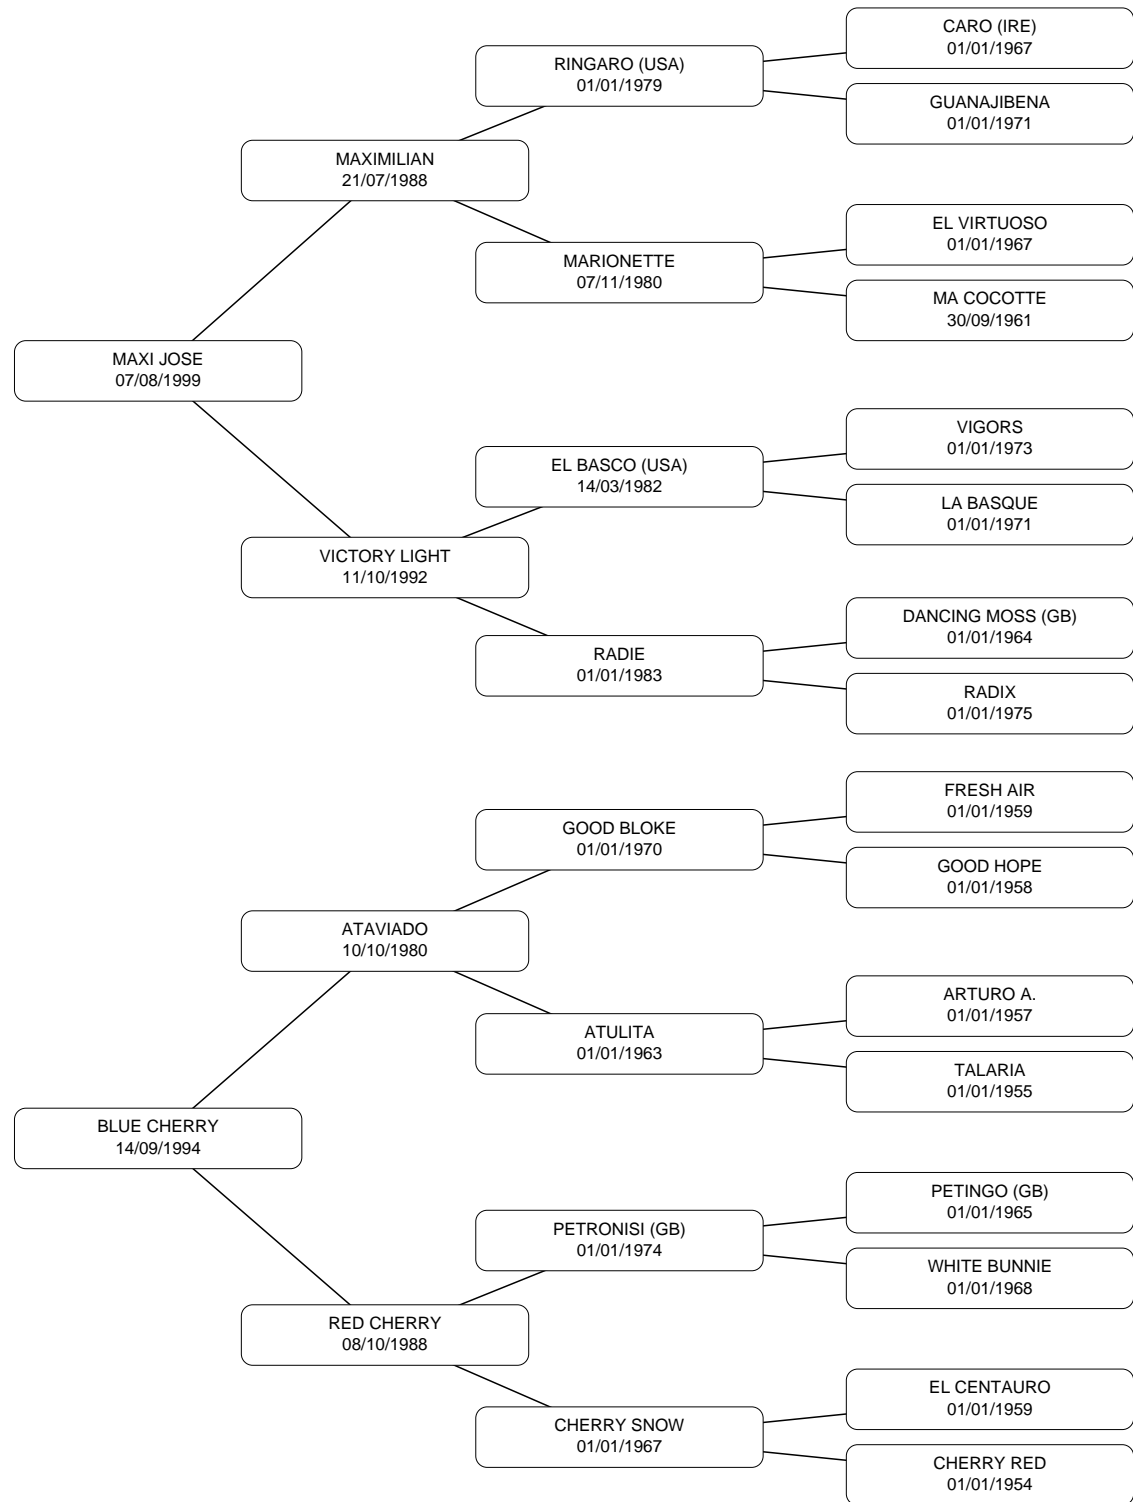 CARO (IRE)
01/01/1967
RINGARO (USA)
01/01/1979
GUANAJIBENA
01/01/1971
MAXIMILIAN
21/07/1988
EL VIRTUOSO
01/01/1967
MARIONETTE
07/11/1980
MA COCOTTE
30/09/1961
MAXI JOSE
07/08/1999
VIGORS
01/01/1973
EL BASCO (USA)
14/03/1982
LA BASQUE
01/01/1971
VICTORY LIGHT
11/10/1992
DANCING MOSS (GB)
01/01/1964
RADIE
01/01/1983
RADIX
01/01/1975
FRESH AIR
01/01/1959
GOOD BLOKE
01/01/1970
GOOD HOPE
01/01/1958
ATAVIADO
10/10/1980
ARTURO A.
01/01/1957
ATULITA
01/01/1963
TALARIA
01/01/1955
BLUE CHERRY
14/09/1994
PETINGO (GB)
01/01/1965
PETRONISI (GB)
01/01/1974
WHITE BUNNIE
01/01/1968
RED CHERRY
08/10/1988
EL CENTAURO
01/01/1959
CHERRY SNOW
01/01/1967
CHERRY RED
01/01/1954